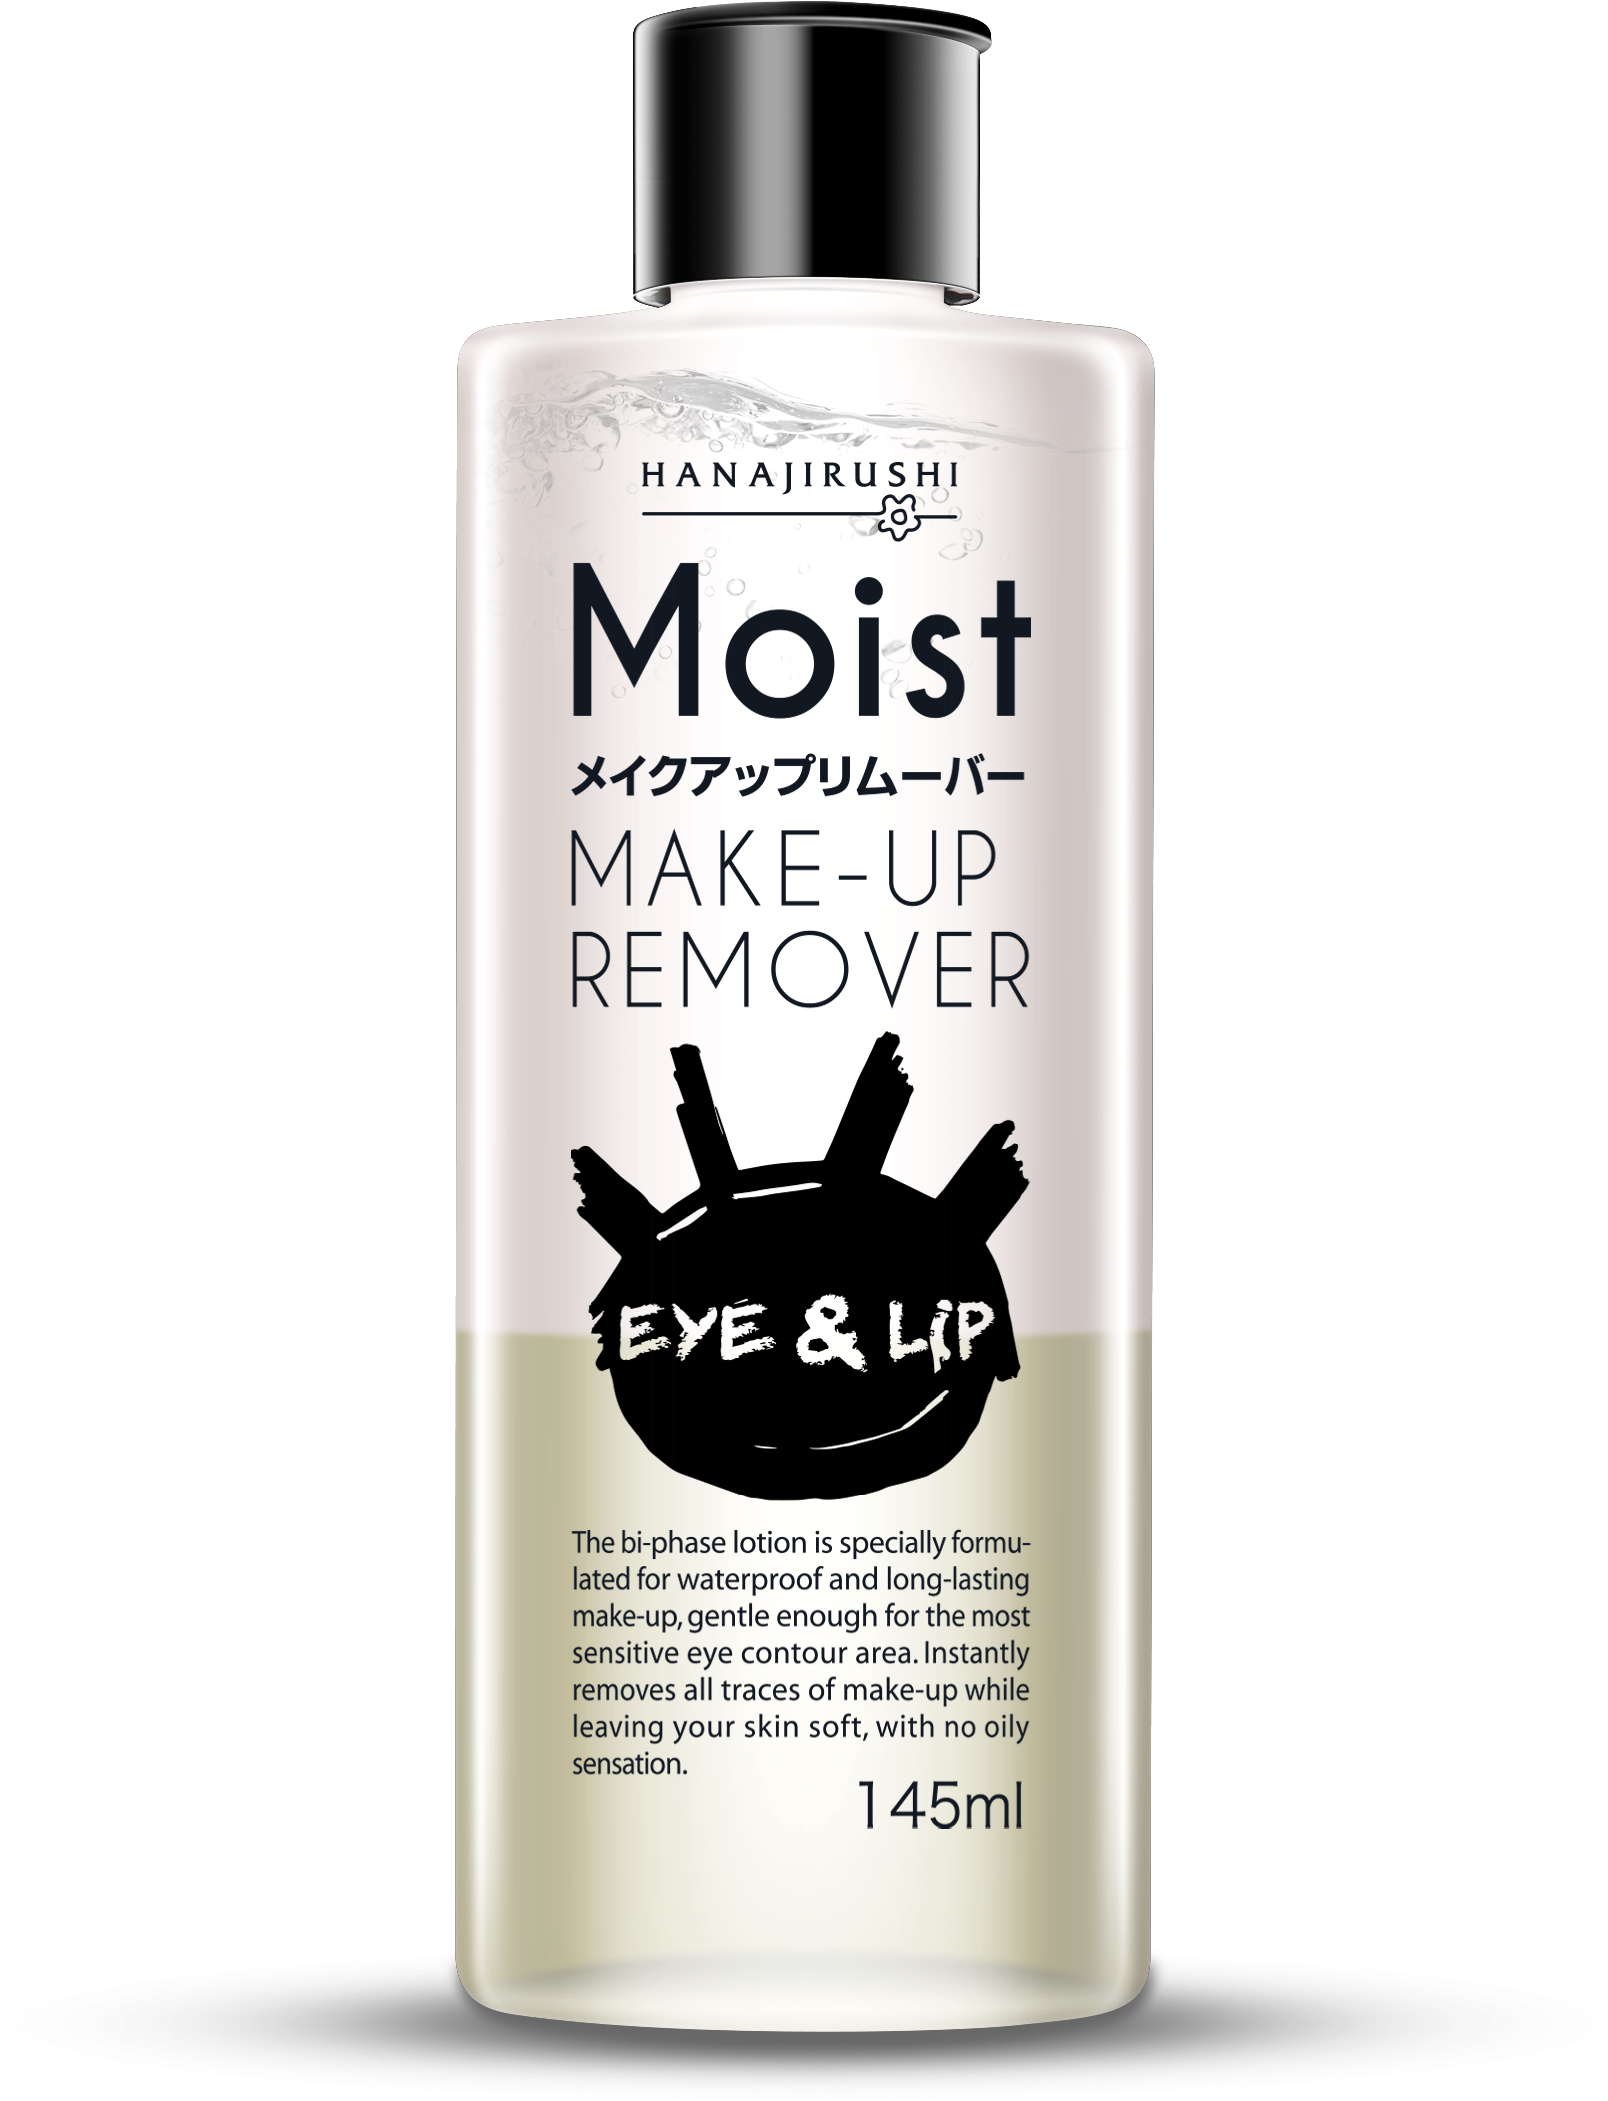 HANAJIRUSHI
Moist
メイクアップリムーバー
MAKE-UP
REMOVER
EYE & LiP
The bi-phase lotion is specially formu-
lated for waterproof and long-lasting
make-up, gentle enough for the most
sensitive eye contour area. Instantly
removes all traces of make-up while
leaving your skin soft, with no oily
sensation.
145ml